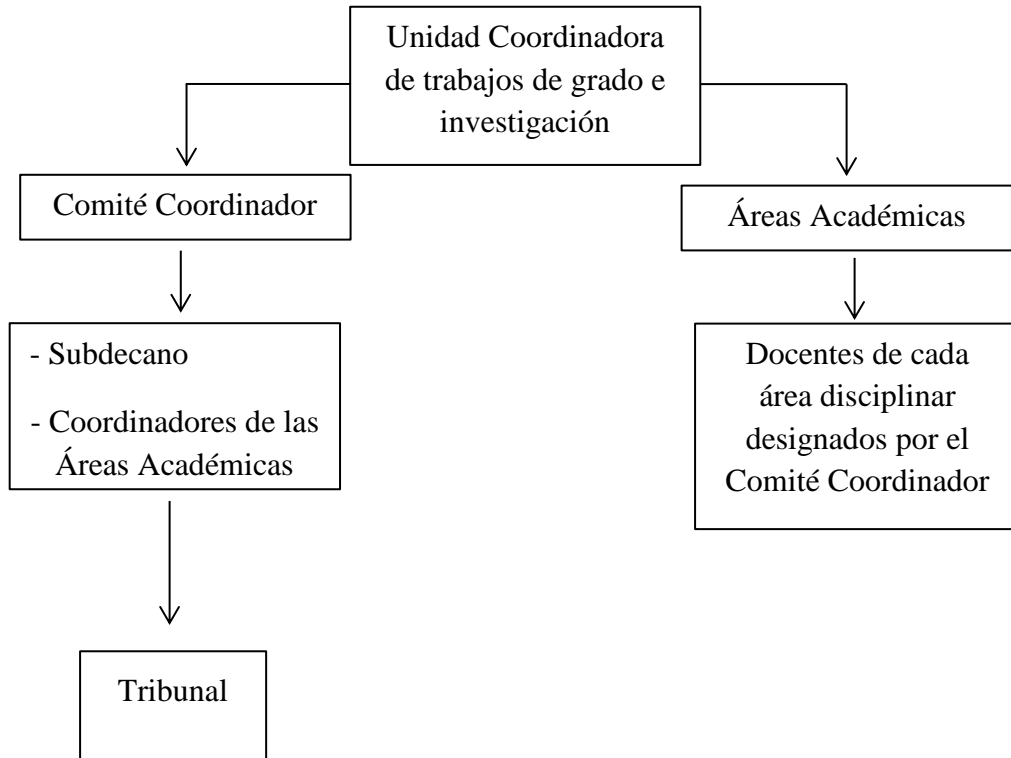 Unidad Coordinadora
de trabajos de grado e
investigación
Comité Coordinador
Áreas Académicas
- Subdecano
- Coordinadores de las
Áreas Académicas
Docentes de cada
área disciplinar
designados por el
Comité Coordinador
Tribunal